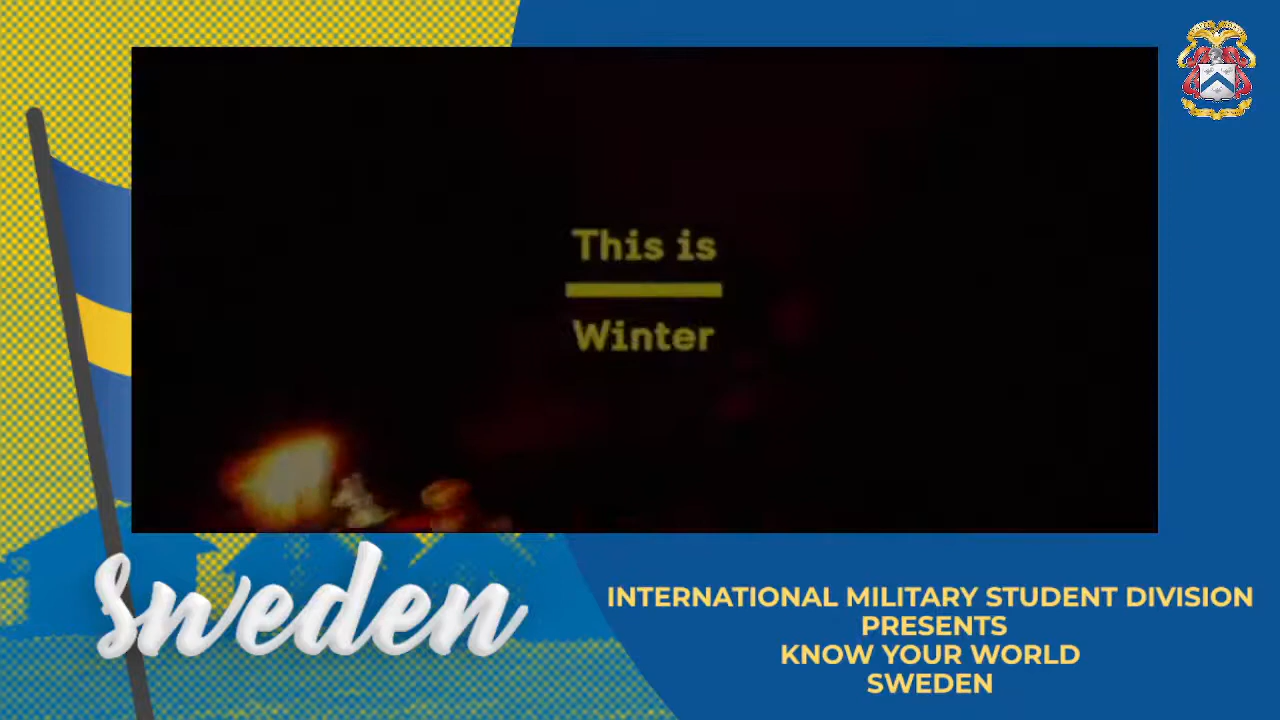 This is
Winter
Sweden
INTERNATIONAL MILITARY STUDENT DIVISION
PRESENTS
KNOW YOUR WORLD
SWEDEN